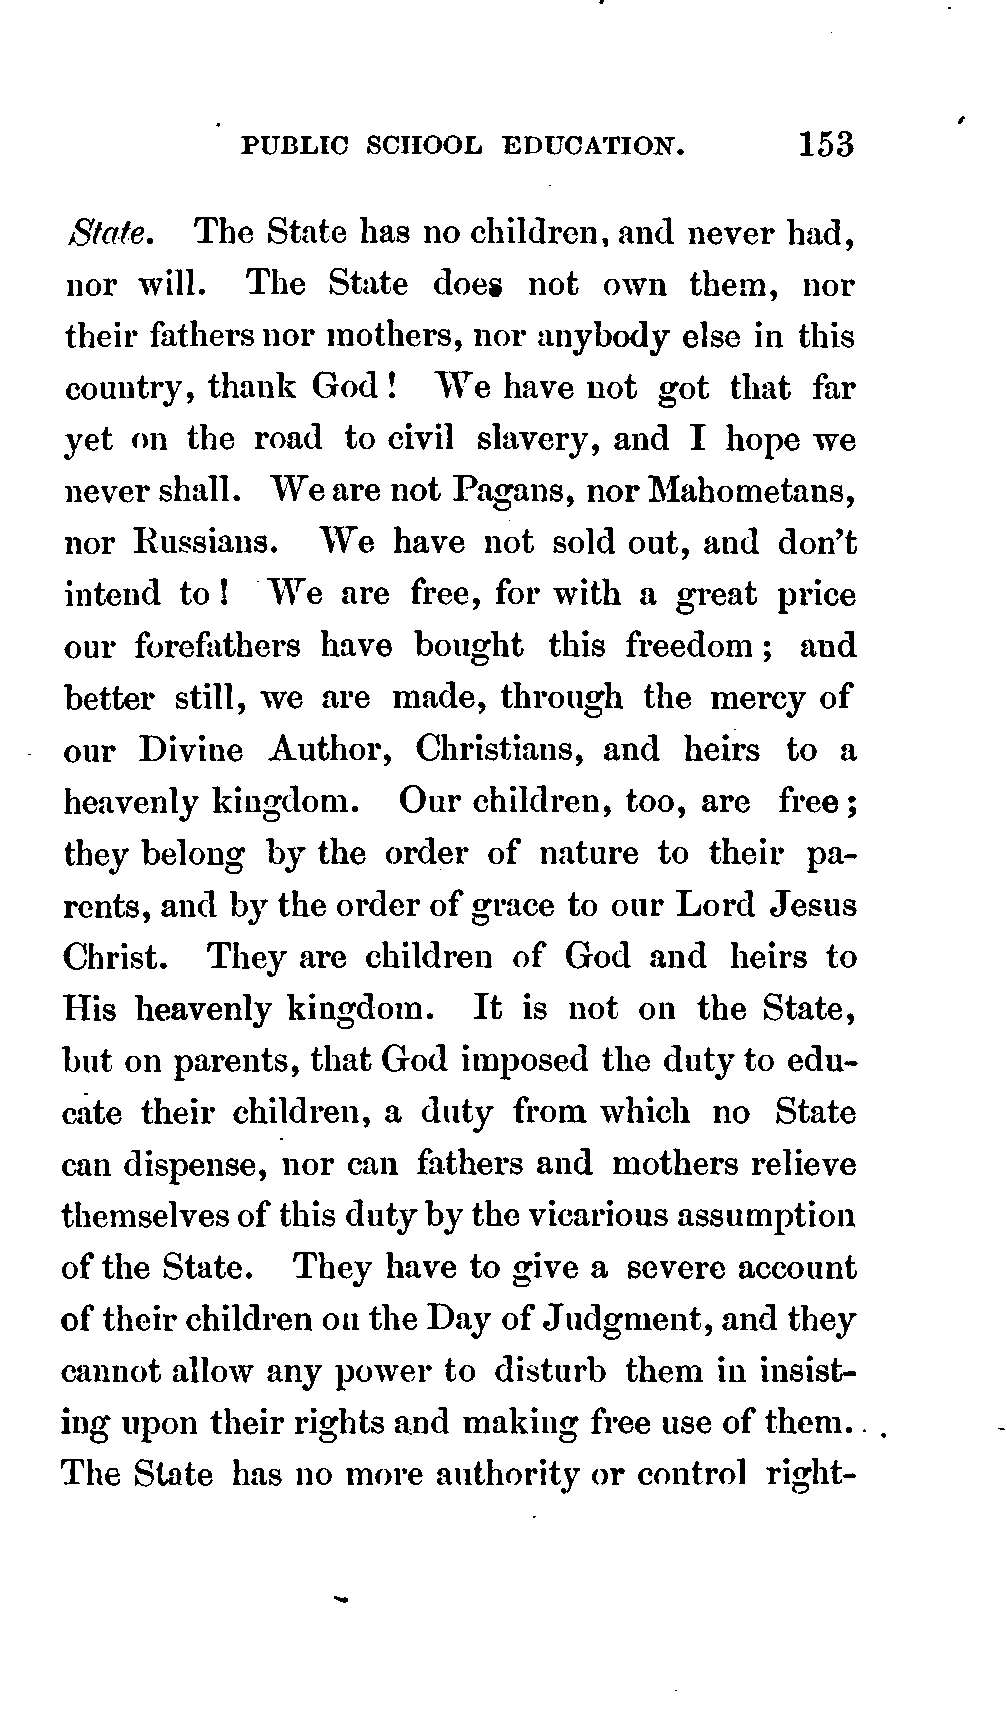 PUBLIC SCHOOL EDUCATION. 153
State. The State has no children, and never had,
nor will. The State does not own them, nor
their fathers nor mothers, nor anybody else in this
country, thank God! We have not got that far
yet on the road to civil slavery, and I hope we
never shall. We are not Pagans, nor Mahometans,
nor Russians. We have not sold out, and don't
intend to! We are free, for with a great price
our forefathers have bought this freedom; and
better still, we are made, through the mercy of
our Divine Author, Christians, and heirs to a
heavenly kingdom. Our children, too, are free;
they belong by the order of nature to their pa-
rents, and by the order of grace to our Lord Jesus
Christ. They are children of God and heirs to
His heavenly kingdom. It is not on the State,
but on parents, that God imposed the duty to edu-
cate their children, a duty from which no State
can dispense, nor can fathers and mothers relieve
themselves of this duty by the vicarious assumption
of the State. They have to give a severe account
of their children on the Day of Judgment, and they
cannot allow any power to disturb them in insist-
ing upon their rights and making free use of them.
The State has no more authority or control right-